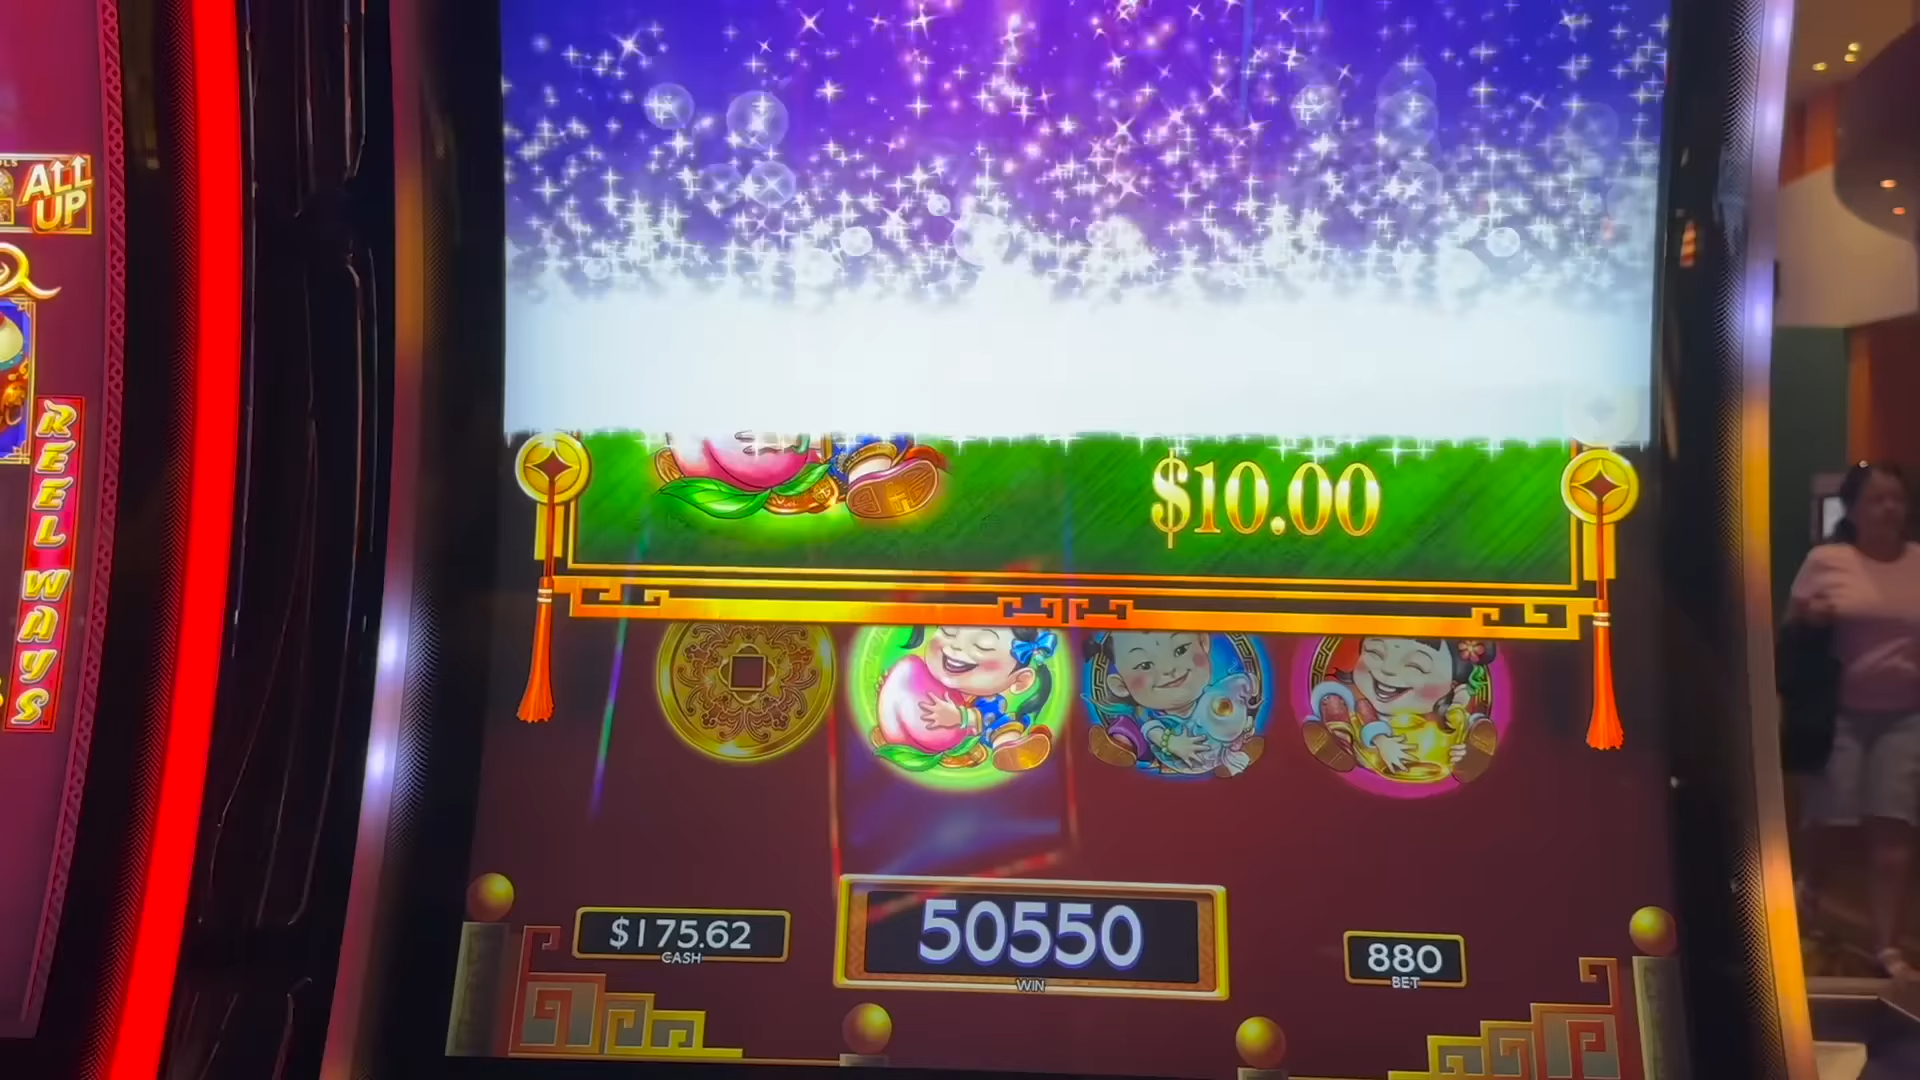 ALL
UP
REEL WAYS
$10.00
$175.62
CASH
50550
WIN
880
BET